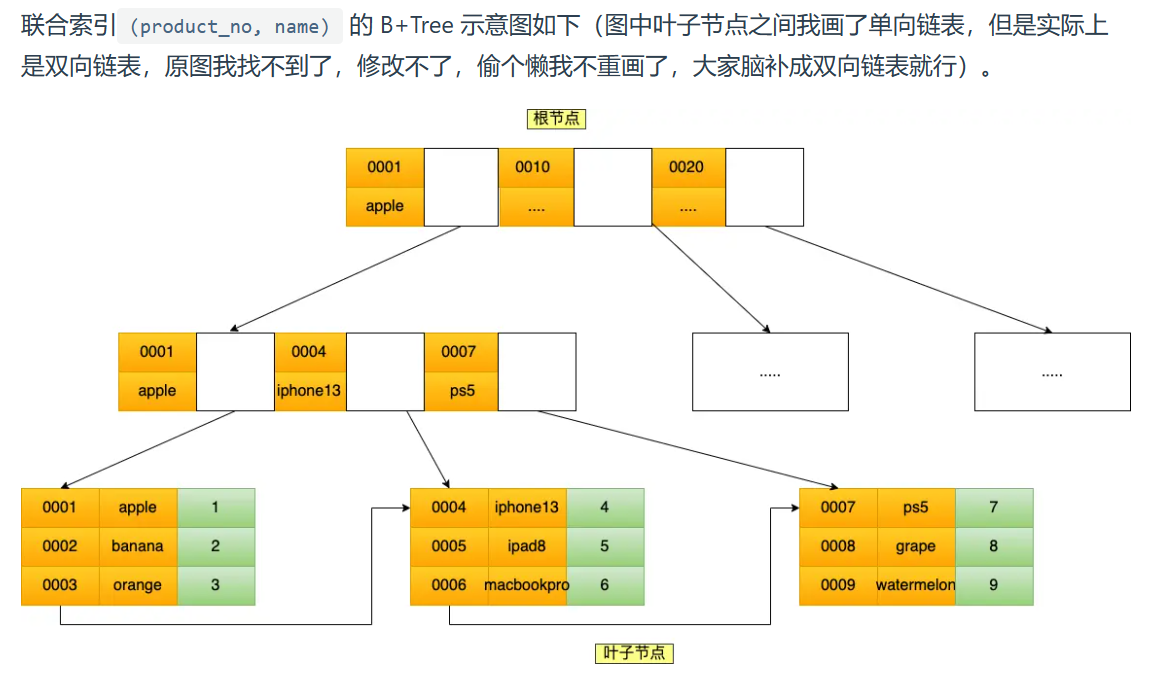 联合索引 (product_no, name) 的 B+Tree 示意图如下（图中叶子节点之间我画了单向链表，但是实际上
是双向链表，原图我找不到了，修改不了，偷个懒我不重画了，大家脑补成双向链表就行）。
根节点
0001 0010 0020
apple .... ....
0001 0004 0007
apple iphone13 ps5
.....
.....
0001 apple 1
0002 banana 2
0003 orange 3
0004 iphone13 4
0005 ipad8 5
0006 macbookpro 6
0007 ps5 7
0008 grape 8
0009 watermelon 9
叶子节点